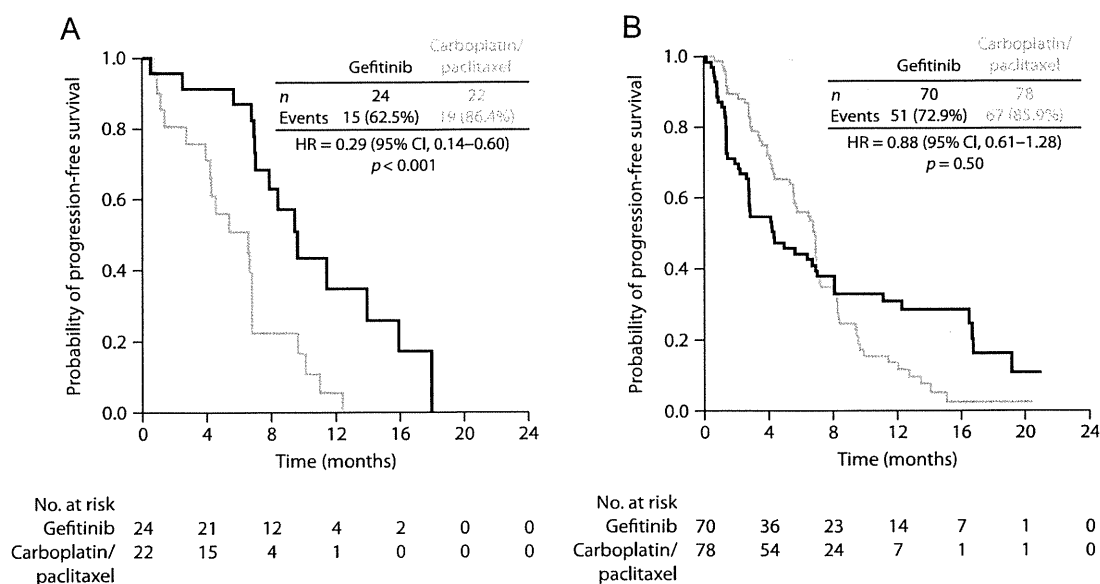 A
Probability of progression-free survival
1.0
0.8
0.6
0.4
0.2
0.0
0 4 8 12 16 20 24
Time (months)
Carboplatin/
Gefitinib paclitaxel
n 24 22
Events 15 (62.5%) 19 (86.4%)
HR = 0.29 (95% CI, 0.14–0.60)
p < 0.001
No. at risk
Gefitinib 24 21 12 4 2 0 0
Carboplatin/ 22 15 4 1 0 0 0
paclitaxel
B
Probability of progression-free survival
1.0
0.8
0.6
0.4
0.2
0.0
0 4 8 12 16 20 24
Time (months)
Carboplatin/
Gefitinib paclitaxel
n 70 78
Events 51 (72.9%) 67 (85.9%)
HR = 0.88 (95% CI, 0.61–1.28)
p = 0.50
No. at risk
Gefitinib 70 36 23 14 7 1 0
Carboplatin/ 78 54 24 7 1 1 0
paclitaxel